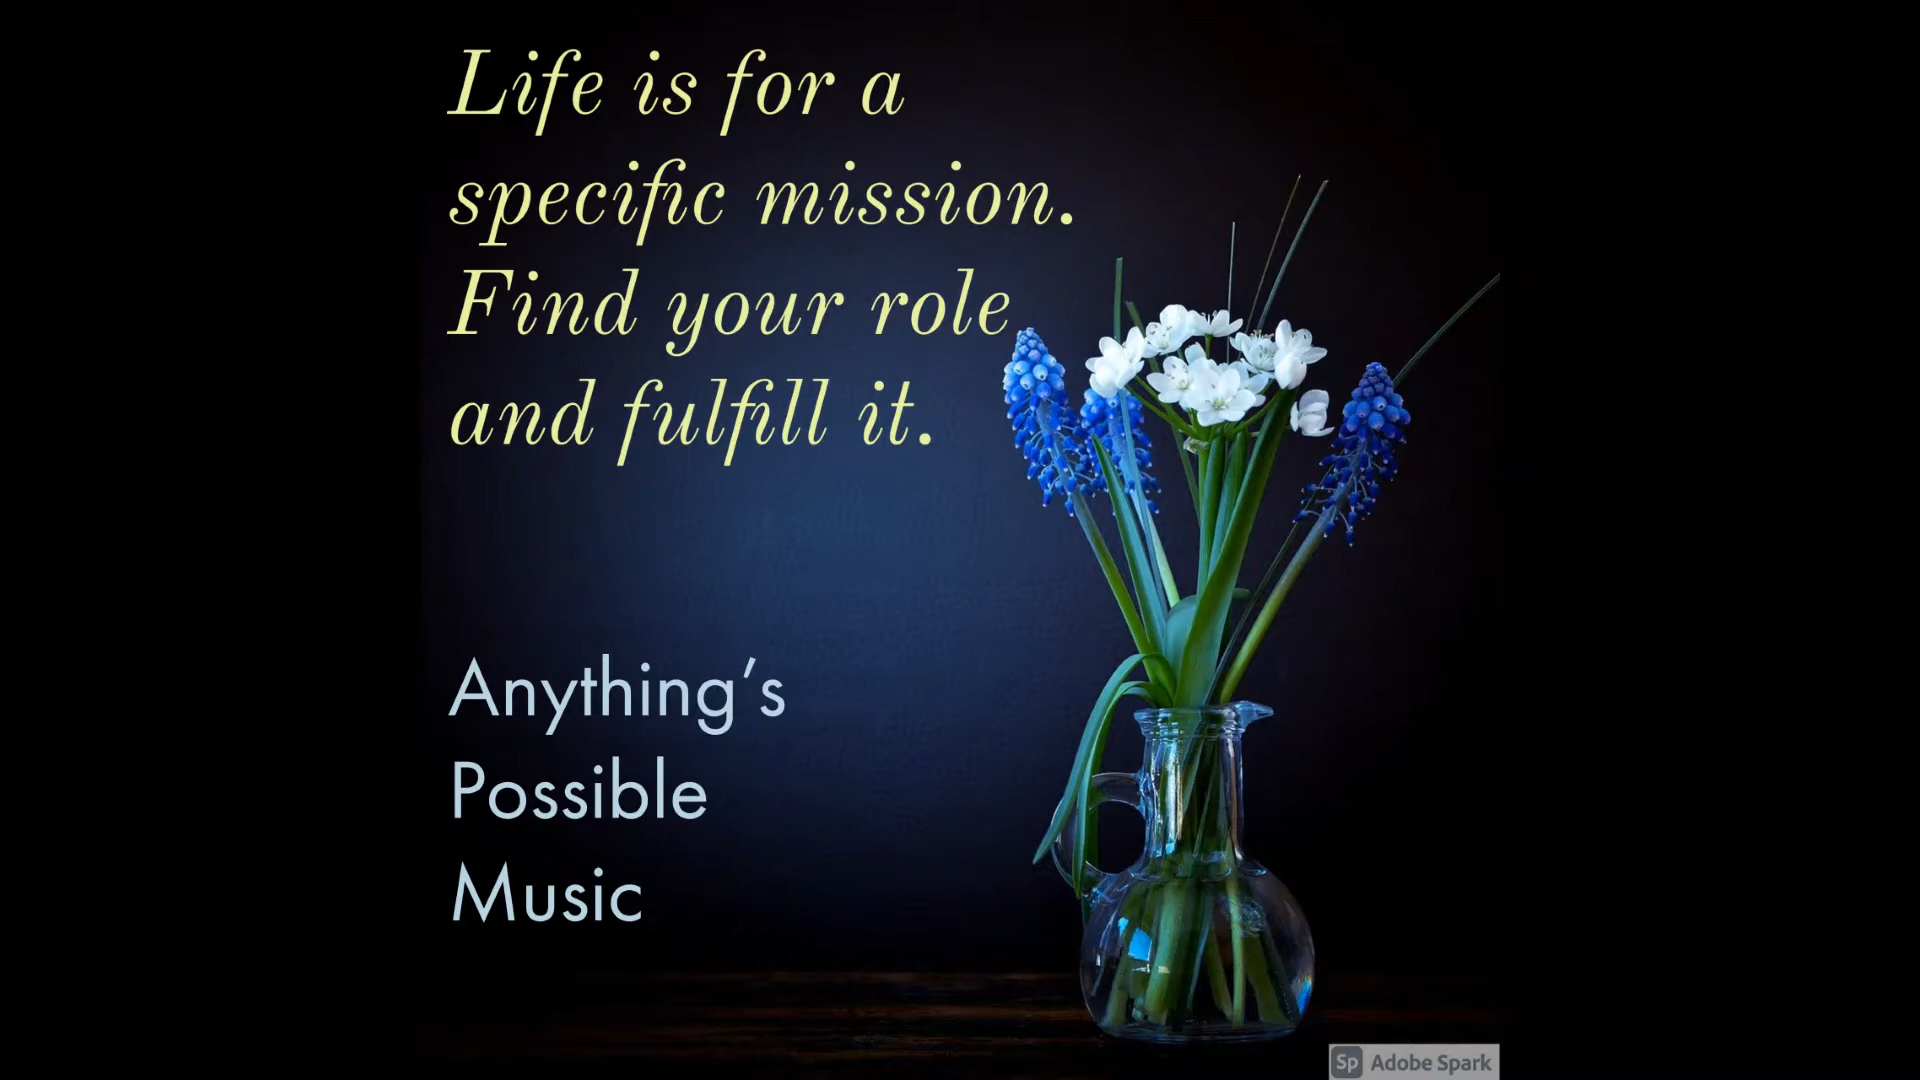 Life is for a
specific mission.
Find your role
and fulfill it.
Anything’s
Possible
Music
Sp Adobe Spark